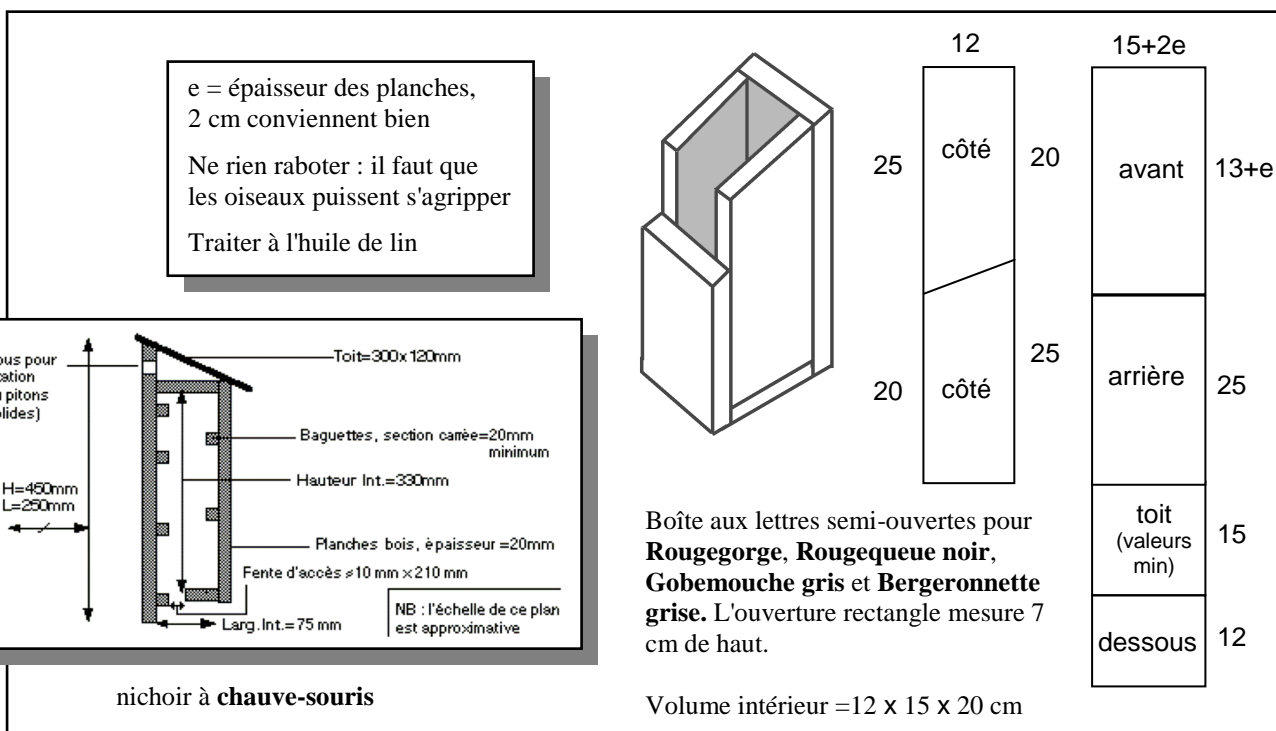 e = épaisseur des planches,
2 cm conviennent bien
Ne rien raboter : il faut que
les oiseaux puissent s'agripper
Traiter à l'huile de lin
Toit=300x120mm
Baguettes, section carrée=20mm
minimum
Hauteur Int.=330mm
Planches bois, épaisseur =20mm
Fente d'accès ≠10 mm x 210 mm
Larg.Int.= 75 mm
NB : l'échelle de ce plan
est approximative
pour
pitons
H=450mm
L=250mm
nichoir à chauve-souris
12
25
côté
20
20
côté
25
15+2e
avant
13+e
arrière
25
toit
(valeurs
min)
15
dessous
12
Boîte aux lettres semi-ouvertes pour
Rougegorge, Rougequeue noir,
Gobemouche gris et Bergeronnette
grise. L'ouverture rectangle mesure 7
cm de haut.
Volume intérieur =12 x 15 x 20 cm